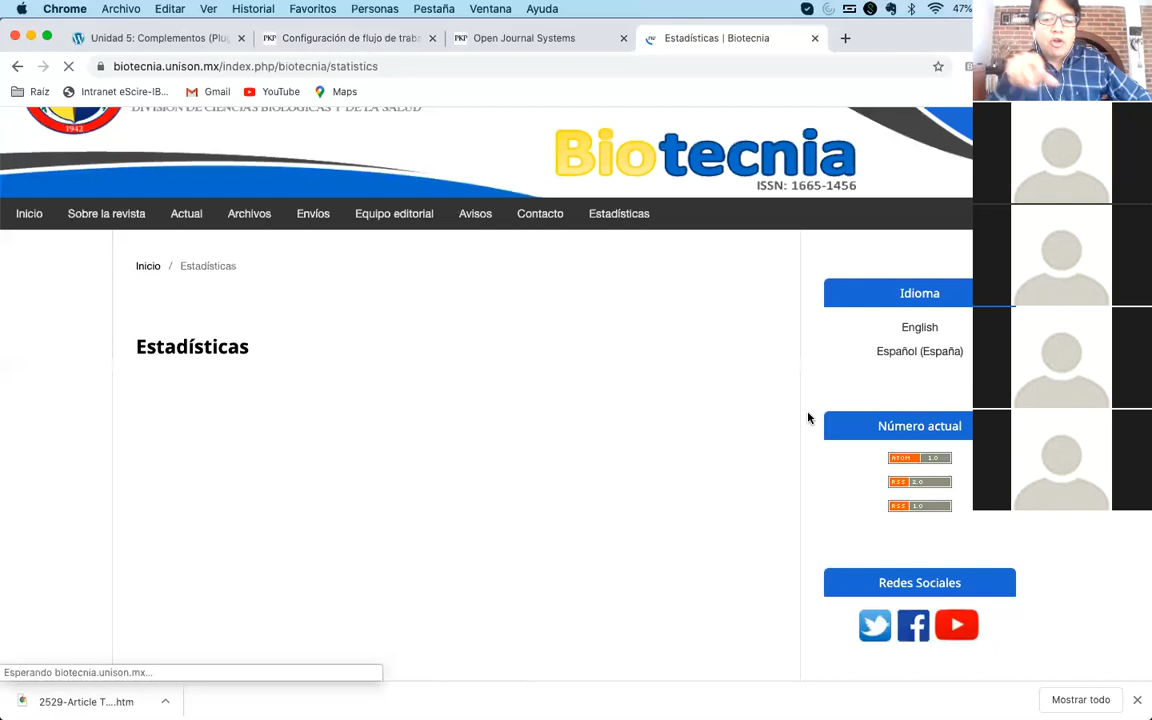 Chrome Archivo Editar Ver Historial Favoritos Personas Pestaña Ventana Ayuda 47%
Unidad 5: Complementos (Plug Configuración de flujo de traba Open Journal Systems Estadísticas | Biotecnia
biotecnia.unison.mx/index.php/biotecnia/statistics
Raíz Intranet eScire-IB... Gmail YouTube Maps
DIVISIÓN DE CIENCIAS BIOLÓGICAS Y DE LA SALUD
1942
Biotecnia
ISSN: 1665-1456
Inicio Sobre la revista Actual Archivos Envíos Equipo editorial Avisos Contacto Estadísticas
Inicio / Estadísticas
Estadísticas
Idioma
English
Español (España)
Número actual
ATOM 1.0
RSS 2.0
RSS 1.0
Redes Sociales
Esperando biotecnia.unison.mx...
2529-Article T....htm
Mostrar todo